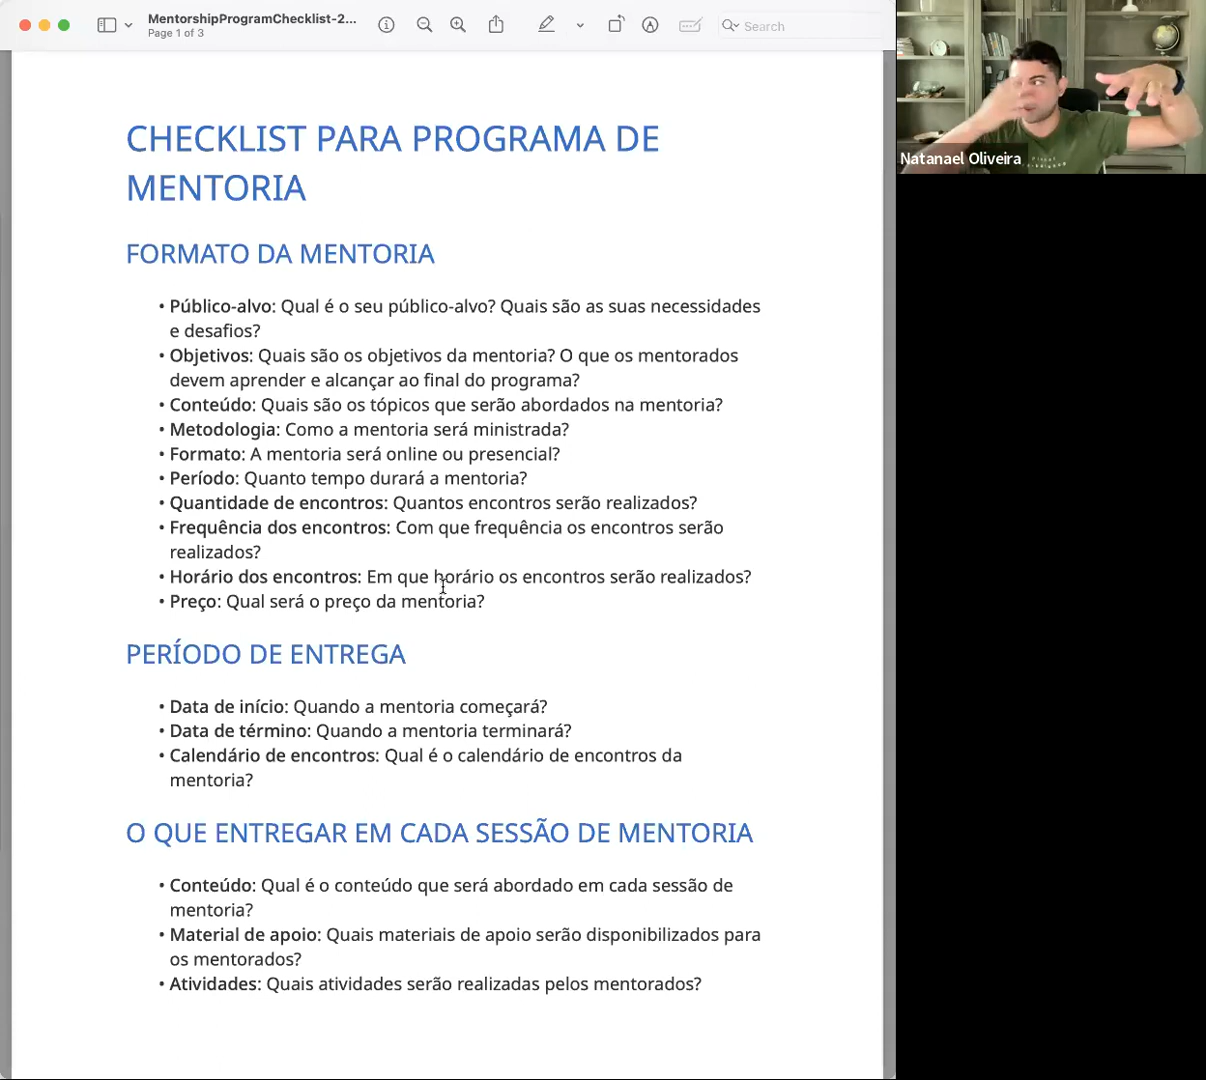 MentorshipProgramChecklist-2...
Page 1 of 3
Search
CHECKLIST PARA PROGRAMA DE
MENTORIA
FORMATO DA MENTORIA
• Público-alvo: Qual é o seu público-alvo? Quais são as suas necessidades
e desafios?
• Objetivos: Quais são os objetivos da mentoria? O que os mentorados
devem aprender e alcançar ao final do programa?
• Conteúdo: Quais são os tópicos que serão abordados na mentoria?
• Metodologia: Como a mentoria será ministrada?
• Formato: A mentoria será online ou presencial?
• Período: Quanto tempo durará a mentoria?
• Quantidade de encontros: Quantos encontros serão realizados?
• Frequência dos encontros: Com que frequência os encontros serão
realizados?
• Horário dos encontros: Em que horário os encontros serão realizados?
• Preço: Qual será o preço da mentoria?
PERÍODO DE ENTREGA
• Data de início: Quando a mentoria começará?
• Data de término: Quando a mentoria terminará?
• Calendário de encontros: Qual é o calendário de encontros da
mentoria?
O QUE ENTREGAR EM CADA SESSÃO DE MENTORIA
• Conteúdo: Qual é o conteúdo que será abordado em cada sessão de
mentoria?
• Material de apoio: Quais materiais de apoio serão disponibilizados para
os mentorados?
• Atividades: Quais atividades serão realizadas pelos mentorados?
Natanael Oliveira